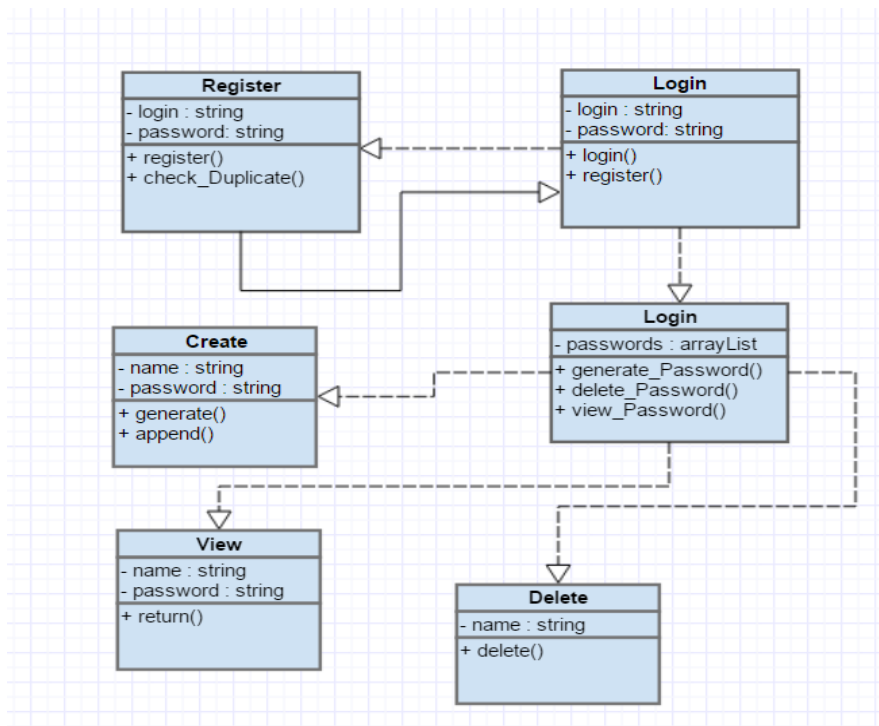 Register
- login : string
- password: string
+ register()
+ check_Duplicate()
Login
- login : string
- password: string
+ login()
+ register()
Login
- passwords : arrayList
+ generate_Password()
+ delete_Password()
+ view_Password()
Create
- name : string
- password : string
+ generate()
+ append()
View
- name : string
- password : string
+ return()
Delete
- name : string
+ delete()